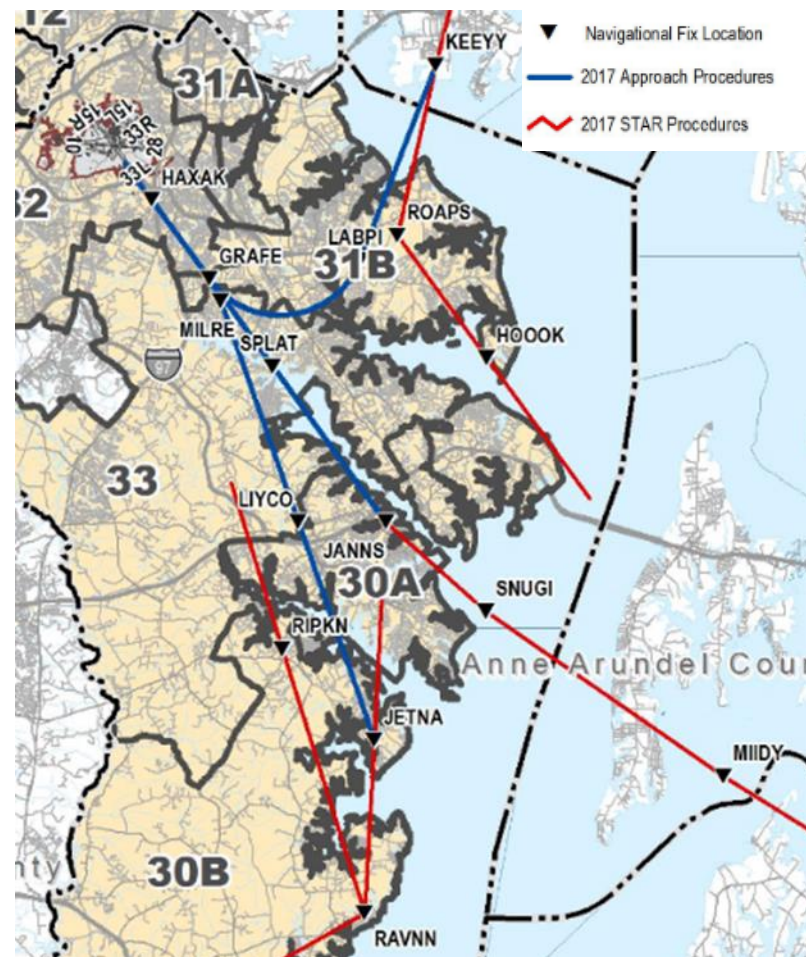 Navigational Fix Location
2017 Approach Procedures
2017 STAR Procedures
12
KEEYY
31A
15R
15L
33R
10
28
33L
HAXAK
32
ROAPS
LABPI
31B
GRAFE
MILRE
SPLAT
HOOOK
97
33
LIYCO
JANNS
30A
SNUGI
RIPKN
Anne Arundel Cour
JETNA
MIIDY
30B
nty
RAVNN